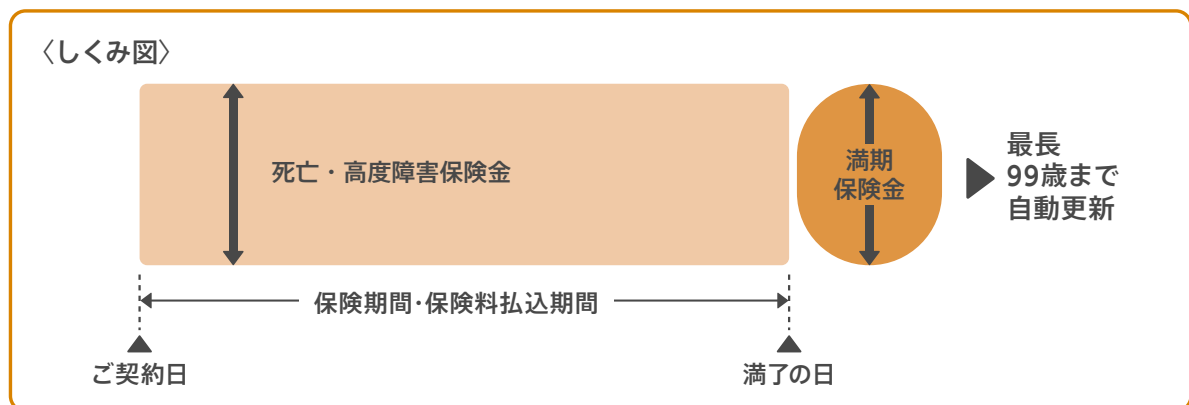 〈しくみ図〉
死亡・高度障害保険金
満期
保険金
最長
99歳まで
自動更新
保険期間・保険料払込期間
ご契約日
満了の日